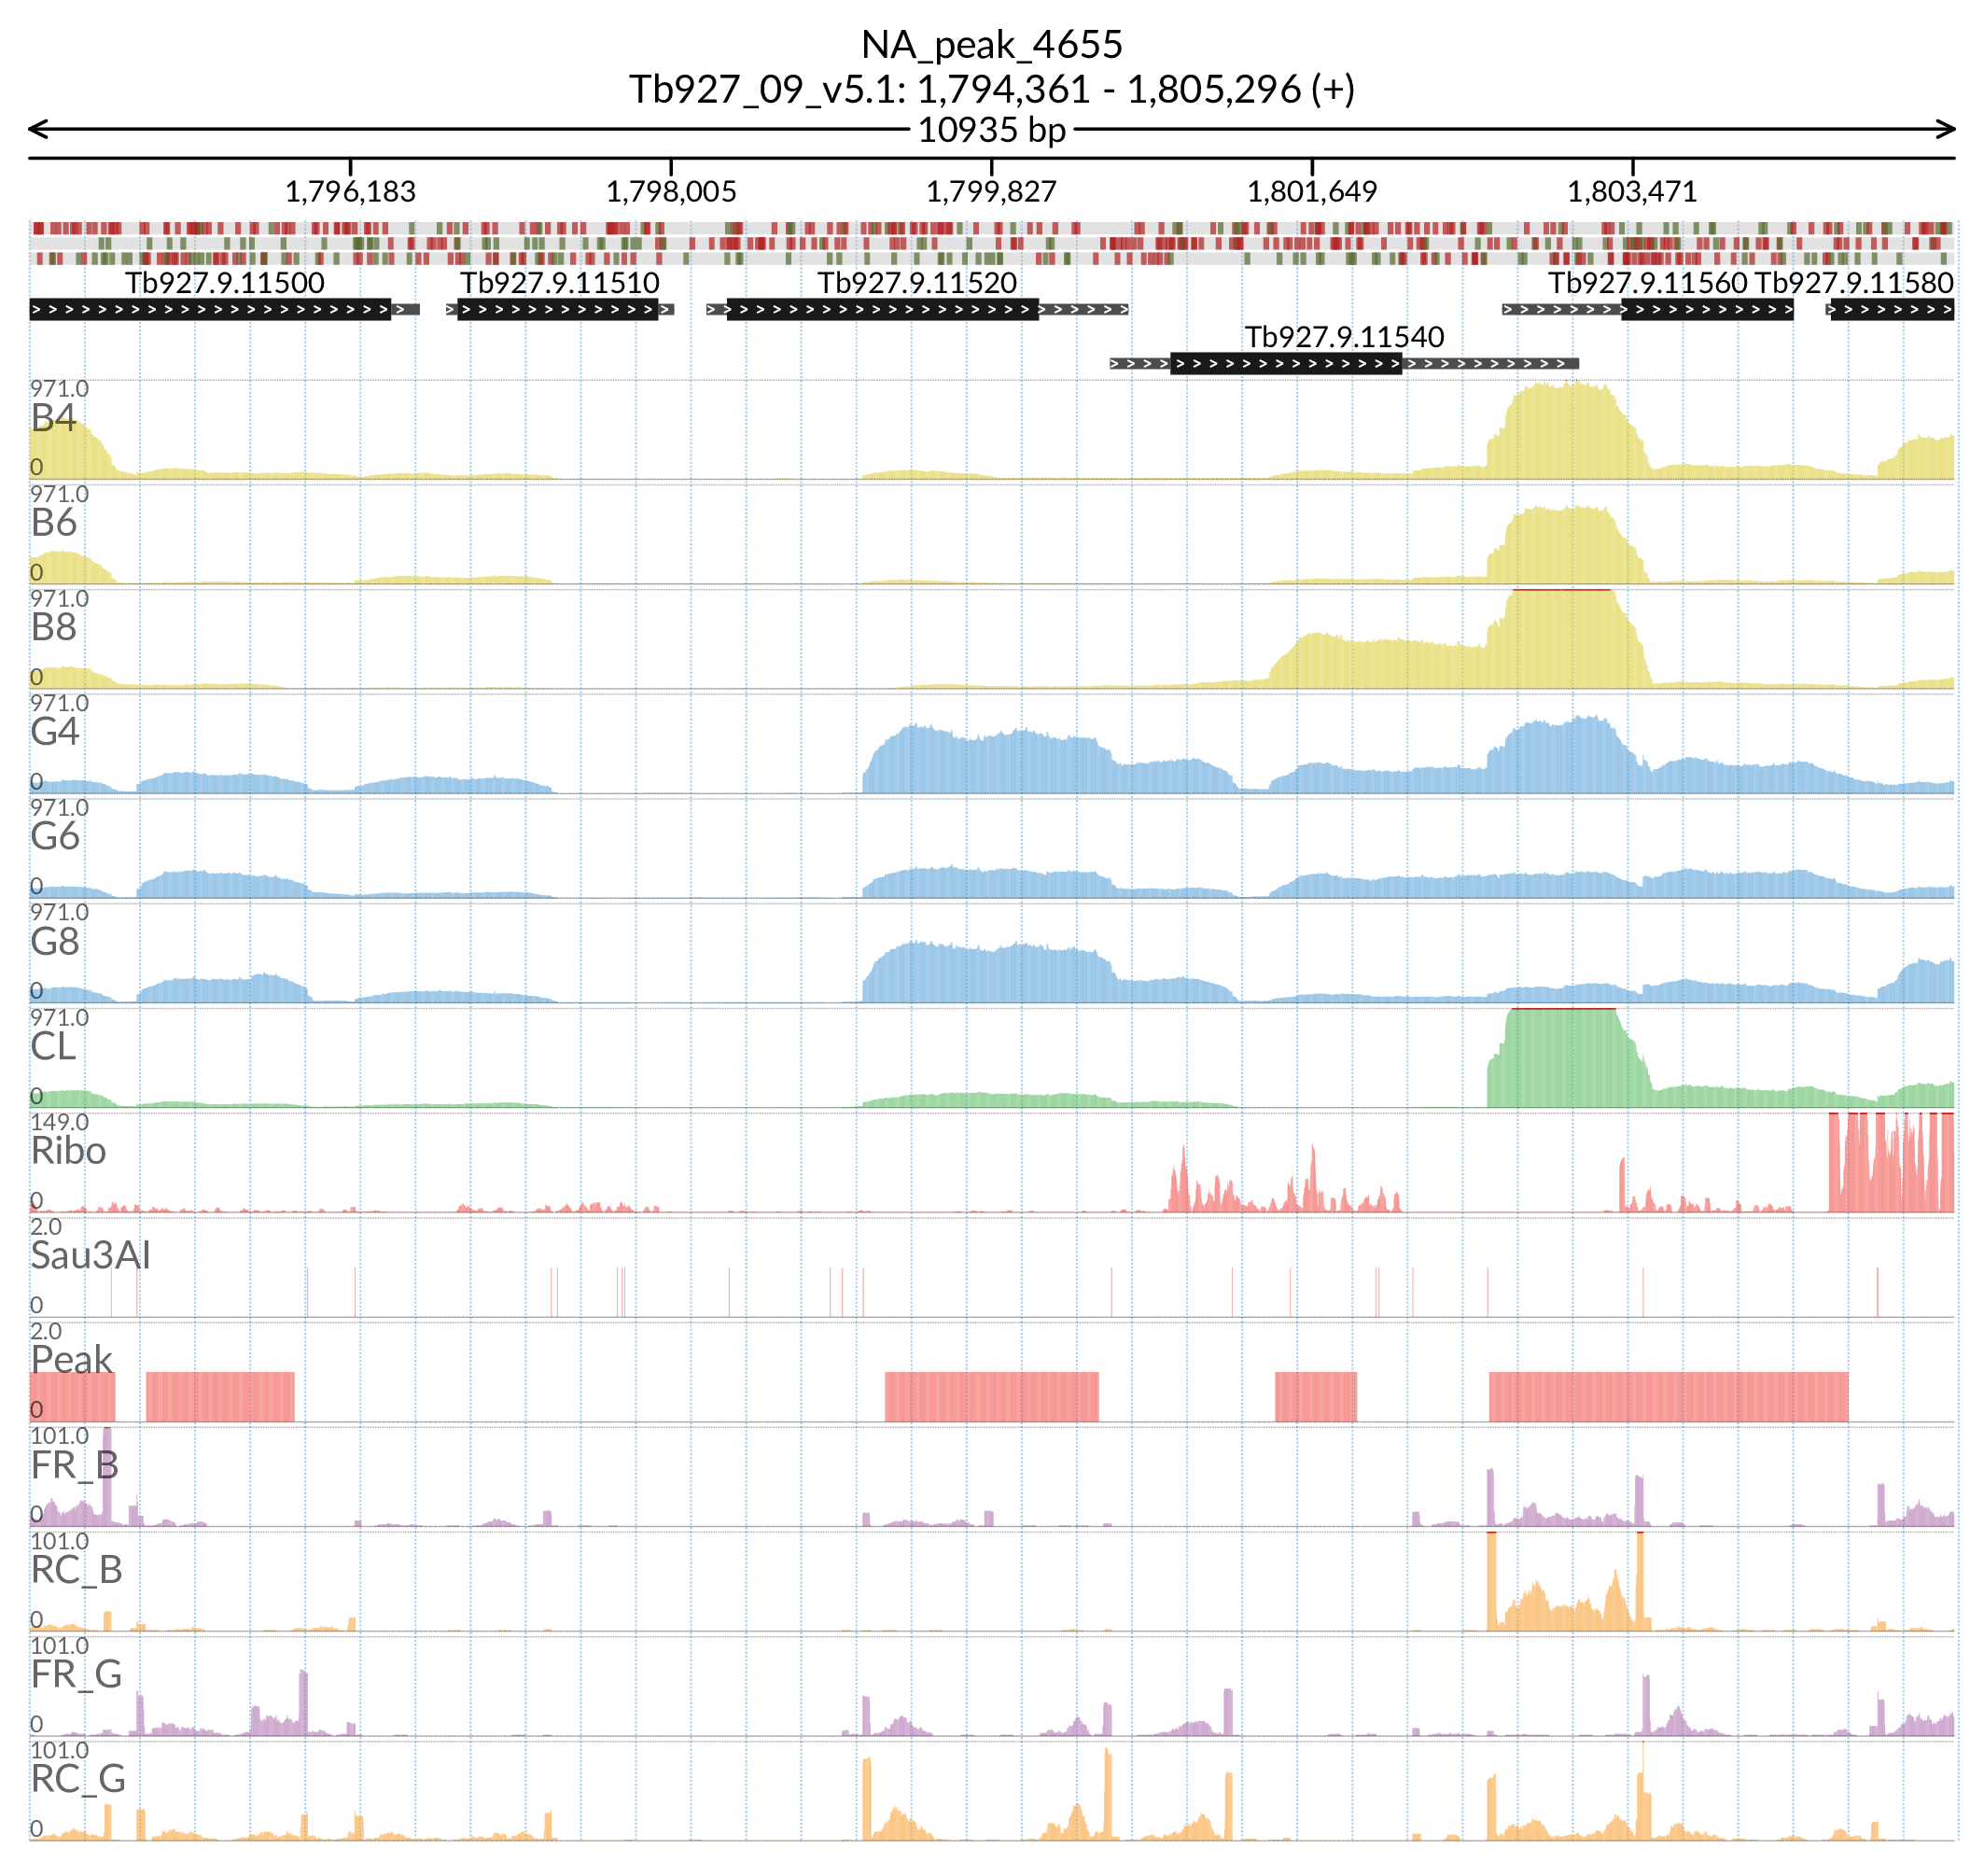 NA_peak_4655
Tb927_09_v5.1: 1,794,361 - 1,805,296 (+)
10935 bp
1,796,183 1,798,005 1,799,827 1,801,649 1,803,471
Tb927.9.11500 Tb927.9.11510 Tb927.9.11520 Tb927.9.11560 Tb927.9.11580
Tb927.9.11540
971.0
B4
0
971.0
B6
0
971.0
B8
0
971.0
G4
0
971.0
G6
0
971.0
G8
0
971.0
CL
0
149.0
Ribo
0
2.0
Sau3AI
0
2.0
Peak
0
101.0
FR_B
0
101.0
RC_B
0
101.0
FR_G
0
101.0
RC_G
0